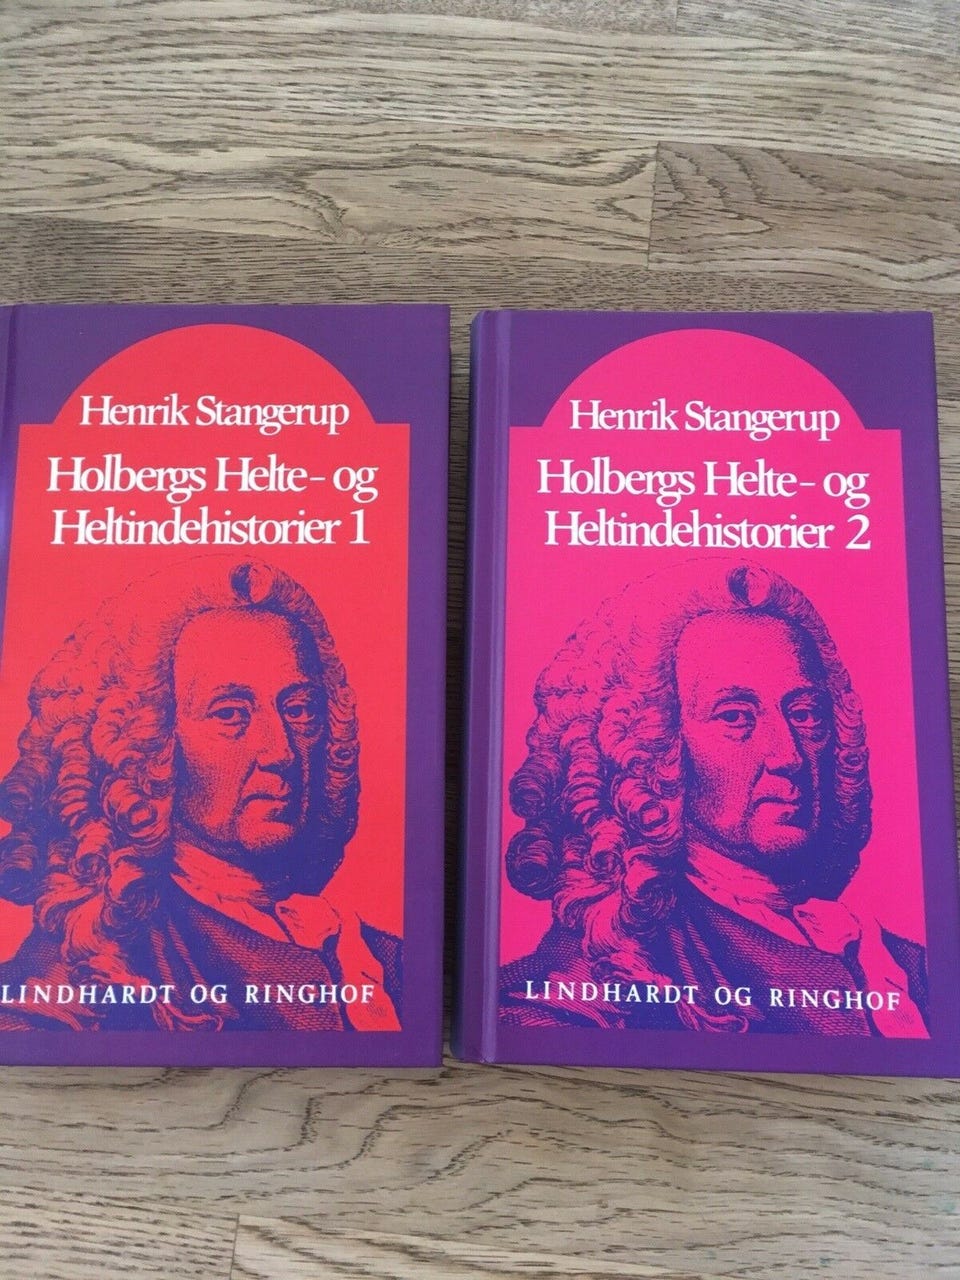 Henrik Stangerup
Holbergs Helte- og
Heltindehistorier 1
LINDHARDT OG RINGHOF
Henrik Stangerup
Holbergs Helte- og
Heltindehistorier 2
LINDHARDT OG RINGHOF